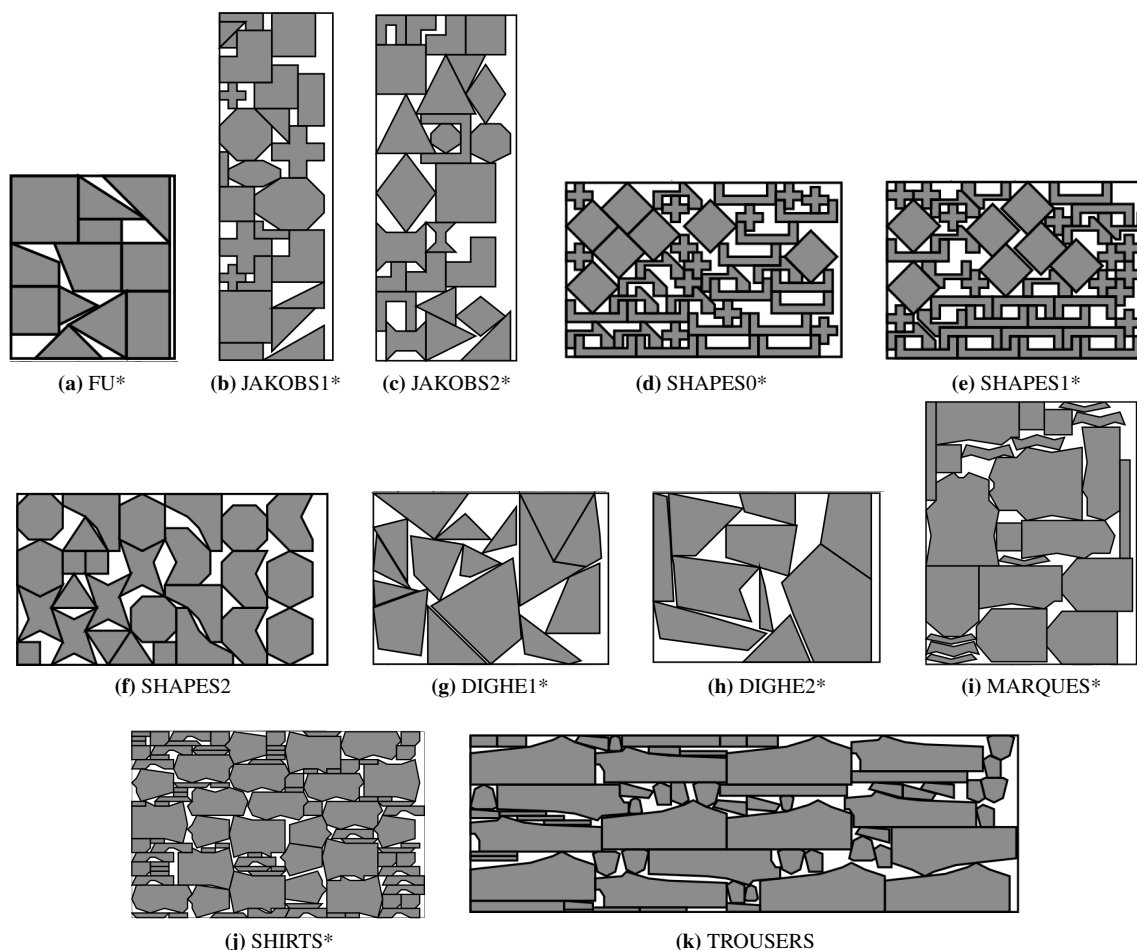 (a) FU*
(b) JAKOBS1*
(c) JAKOBS2*
(d) SHAPES0*
(e) SHAPES1*
(f) SHAPES2
(g) DIGHE1*
(h) DIGHE2*
(i) MARQUES*
(j) SHIRTS*
(k) TROUSERS